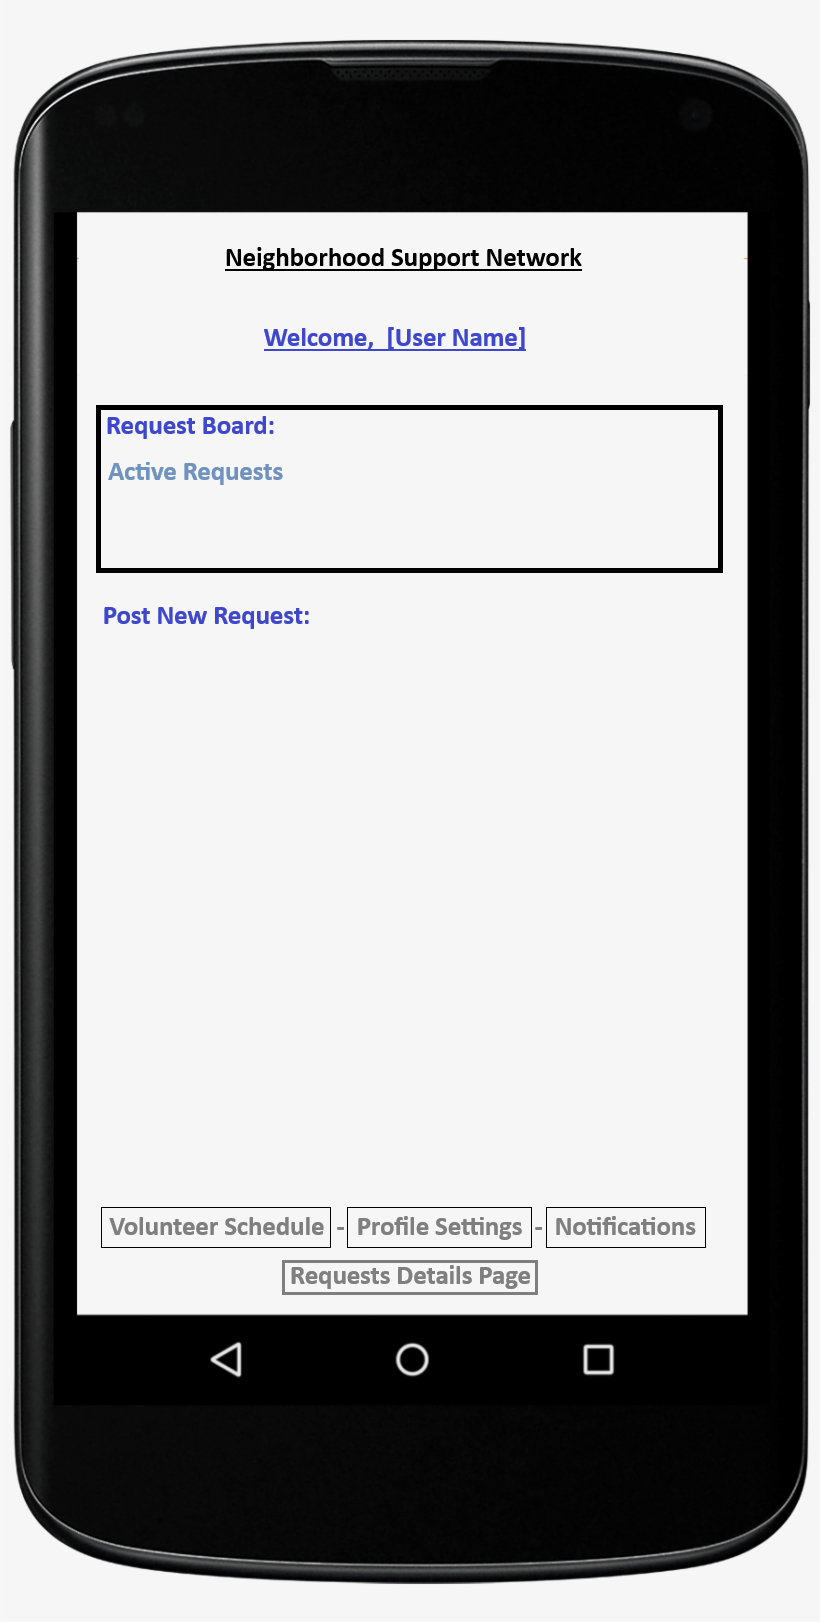 Neighborhood Support Network
Welcome,  [User Name]
Request Board:
Active Requests
Post New Request:
Volunteer Schedule - Profile Settings - Notifications
Requests Details Page